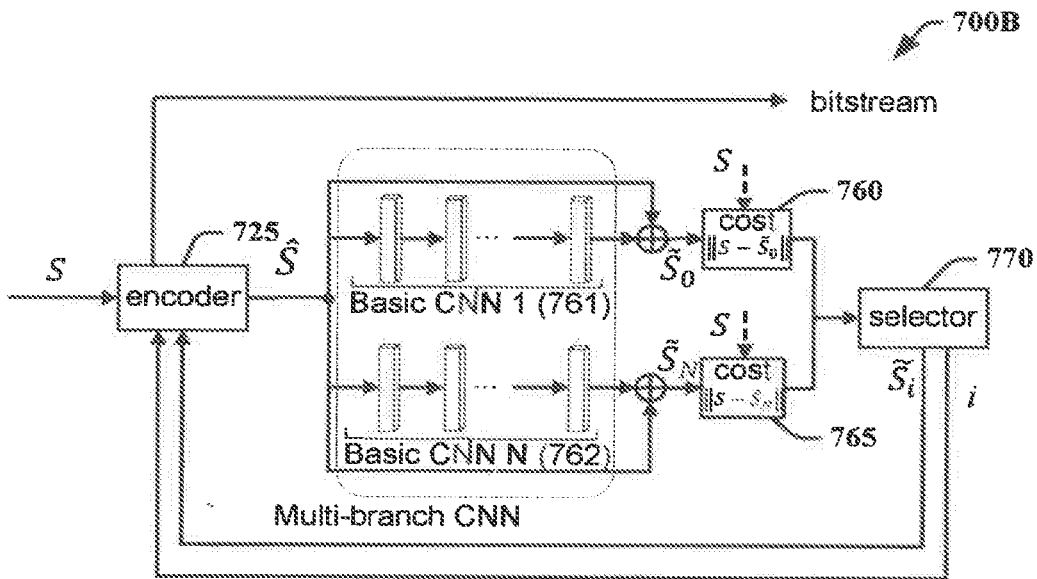 700B
bitstream
S
760
725
cost
‖S − S̃₀‖
S
Ŝ
...
S̃₀
770
encoder
Basic CNN 1 (761)
selector
S
S̃N
cost
S̃i
i
...
765
Basic CNN N (762)
Multi-branch CNN